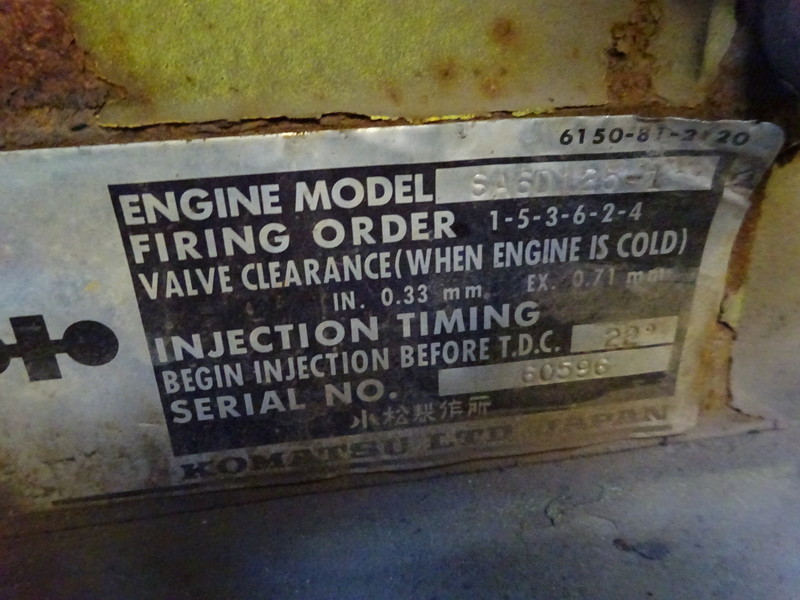 6150-81-2120
ENGINE MODEL SA6D125-1
FIRING ORDER 1-5-3-6-2-4
VALVE CLEARANCE(WHEN ENGINE IS COLD)
IN. 0.33 mm EX. 0.71 mm
INJECTION TIMING
BEGIN INJECTION BEFORE T.D.C. 22°
SERIAL NO. 60596
小松製作所
KOMATSU LTD JAPAN